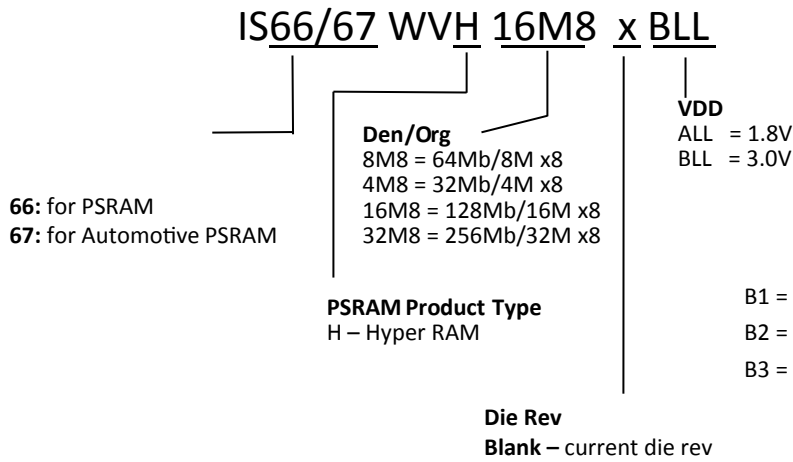 IS66/67 WVH 16M8 x BLL
VDD
ALL = 1.8V
BLL = 3.0V
Den/Org
8M8 = 64Mb/8M x8
4M8 = 32Mb/4M x8
16M8 = 128Mb/16M x8
32M8 = 256Mb/32M x8
66: for PSRAM
67: for Automotive PSRAM
PSRAM Product Type
H – Hyper RAM
B1 =
B2 =
B3 =
Die Rev
Blank – current die rev